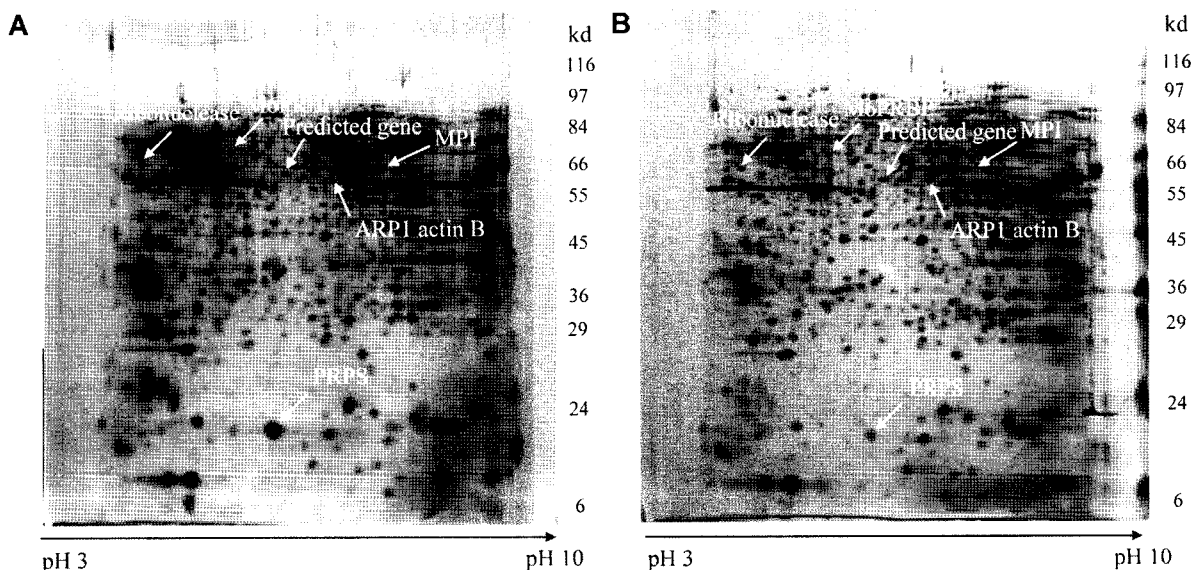 A
kd
116
97
84
66
55
45
36
29
24
6
Ribonuclease
Predicted gene
MPI
ARP1 actin B
PRPS
pH 3
pH 10
B
kd
116
97
84
66
55
45
36
29
24
6
Ribonuclease
Predicted gene MPI
ARP1 actin B
PRPS
pH 3
pH 10